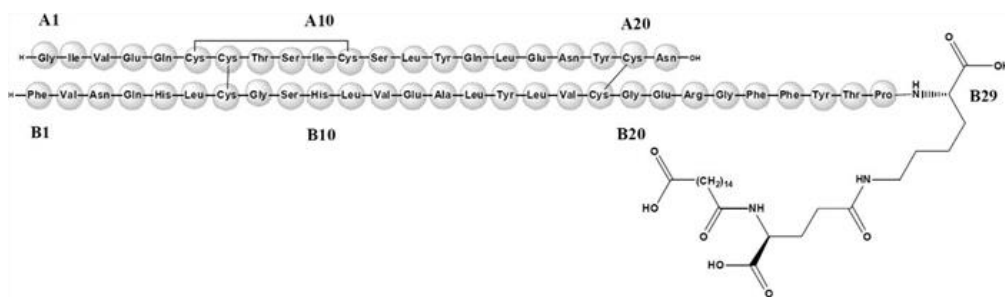 A1 A10 A20
H Gly Ile Val Glu Gln Cys Cys Thr Ser Ile Cys Ser Leu Tyr Gln Leu Glu Asn Tyr Cys Asn OH
H Phe Val Asn Gln His Leu Cys Gly Ser His Leu Val Glu Ala Leu Tyr Leu Val Cys Gly Glu Arg Gly Phe Phe Tyr Thr Pro H N O OH
B1 B10 B20 B29
O (CH2)14 HN
HO NH O
O
HO O